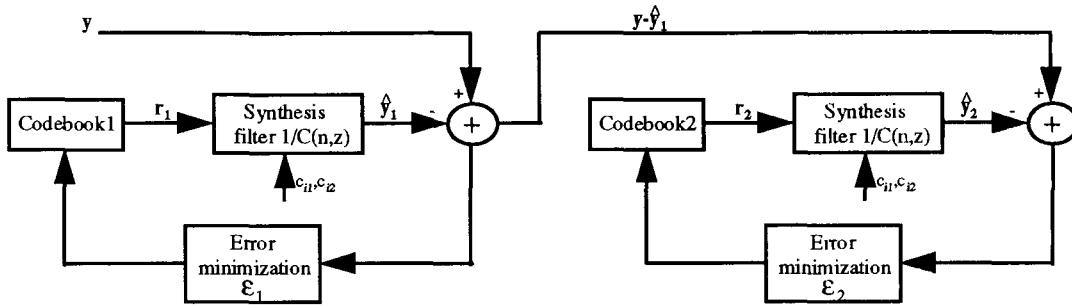 y
y-ŷ₁
+
-
+
Codebook1
r₁
Synthesis
filter 1/C(n,z)
ŷ₁
cᵢ₁,cᵢ₂
Error
minimization
ε₁
+
-
+
Codebook2
r₂
Synthesis
filter 1/C(n,z)
ŷ₂
cᵢ₁,cᵢ₂
Error
minimization
ε₂